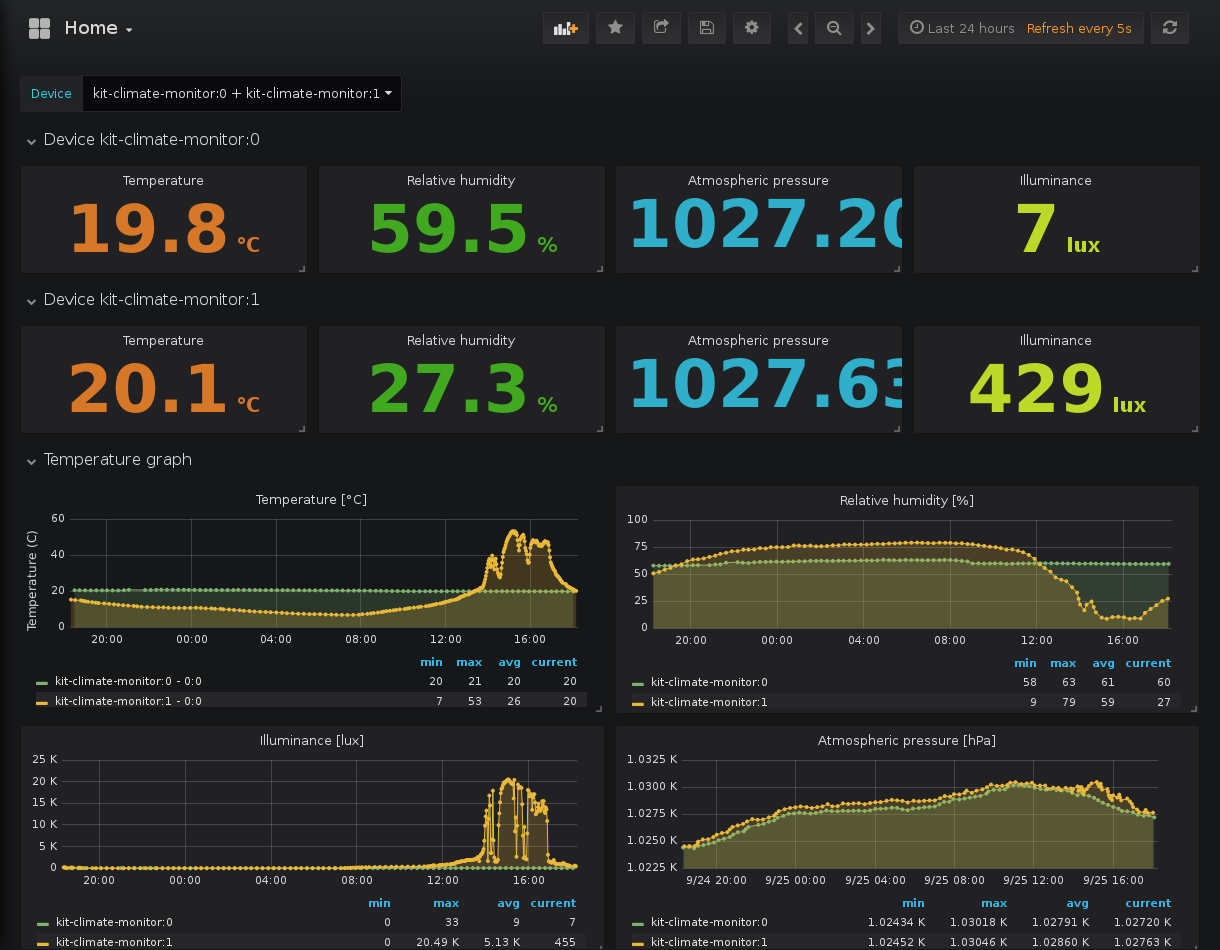 Home
Last 24 hours Refresh every 5s
Device kit-climate-monitor:0 + kit-climate-monitor:1
Device kit-climate-monitor:0
Temperature Relative humidity Atmospheric pressure Illuminance
19.8 °C 59.5 % 1027.20 7 lux
Device kit-climate-monitor:1
Temperature Relative humidity Atmospheric pressure Illuminance
20.1 °C 27.3 % 1027.63 429 lux
Temperature graph
Temperature [°C]
Temperature (C)
60
40
20
0
20:00 00:00 04:00 08:00 12:00 16:00
min max avg current
kit-climate-monitor:0 - 0:0 20 21 20 20
kit-climate-monitor:1 - 0:0 7 53 26 20
Relative humidity [%]
100
75
50
25
0
20:00 00:00 04:00 08:00 12:00 16:00
min max avg current
kit-climate-monitor:0 58 63 61 60
kit-climate-monitor:1 9 79 59 27
Illuminance [lux]
25 K
20 K
15 K
10 K
5 K
0
20:00 00:00 04:00 08:00 12:00 16:00
min max avg current
kit-climate-monitor:0 0 33 9 7
kit-climate-monitor:1 0 20.49 K 5.13 K 455
Atmospheric pressure [hPa]
1.0325 K
1.0300 K
1.0275 K
1.0250 K
1.0225 K
9/24 20:00 9/25 00:00 9/25 04:00 9/25 08:00 9/25 12:00 9/25 16:00
min max avg current
kit-climate-monitor:0 1.02434 K 1.03018 K 1.02791 K 1.02720 K
kit-climate-monitor:1 1.02452 K 1.03046 K 1.02860 K 1.02763 K